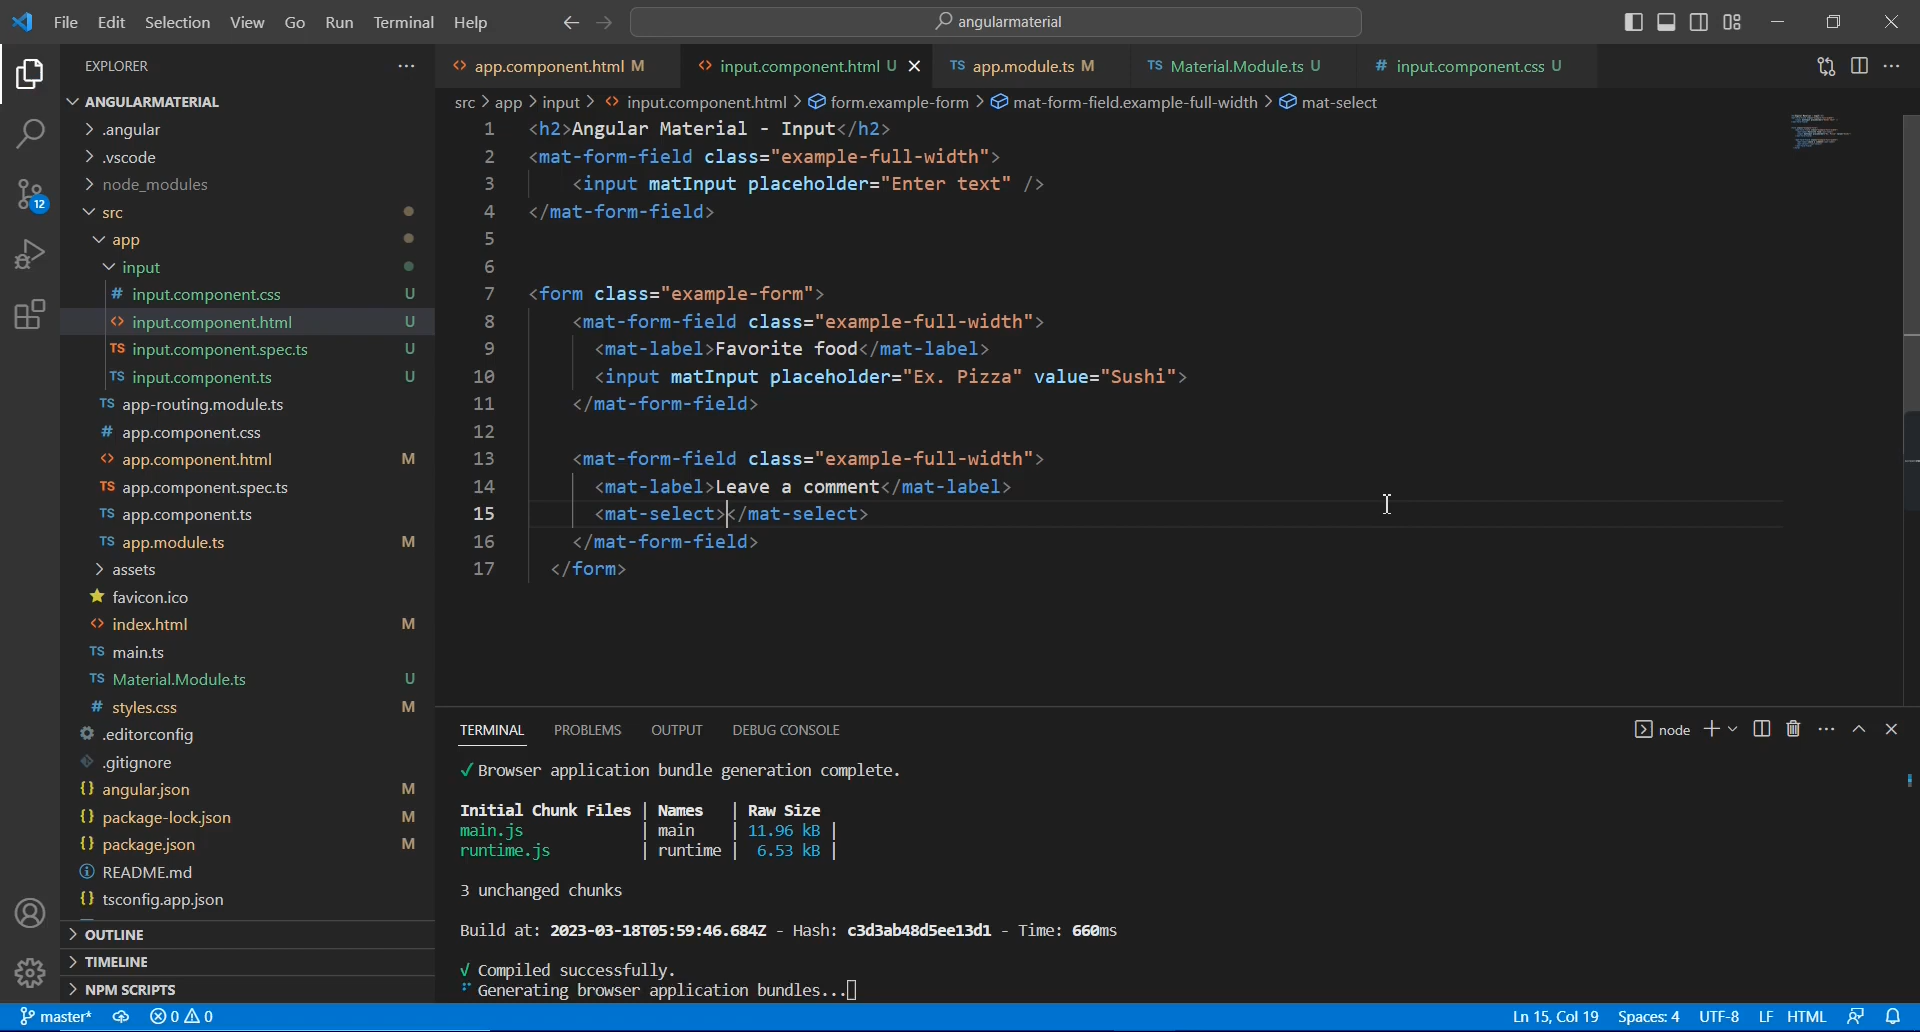 File Edit Selection View Go Run Terminal Help
angularmaterial
EXPLORER
ANGULARMATERIAL
.angular
.vscode
node_modules
src
app
input
# input.component.css U
<> input.component.html U
TS input.component.spec.ts U
TS input.component.ts U
TS app-routing.module.ts
# app.component.css
<> app.component.html M
TS app.component.spec.ts
TS app.component.ts
TS app.module.ts M
assets
favicon.ico
<> index.html M
TS main.ts
TS Material.Module.ts U
# styles.css M
.editorconfig
.gitignore
{} angular.json M
{} package-lock.json M
{} package.json M
README.md
{} tsconfig.app.json
OUTLINE
TIMELINE
NPM SCRIPTS
12
<> app.component.html M
<> input.component.html U
TS app.module.ts M
TS Material.Module.ts U
# input.component.css U
src > app > input > <> input.component.html > form.example-form > mat-form-field.example-full-width > mat-select
1 <h2>Angular Material - Input</h2>
2 <mat-form-field class="example-full-width">
3 <input matInput placeholder="Enter text" />
4 </mat-form-field>
5
6
7 <form class="example-form">
8 <mat-form-field class="example-full-width">
9 <mat-label>Favorite food</mat-label>
10 <input matInput placeholder="Ex. Pizza" value="Sushi">
11 </mat-form-field>
12
13 <mat-form-field class="example-full-width">
14 <mat-label>Leave a comment</mat-label>
15 <mat-select></mat-select>
16 </mat-form-field>
17 </form>
TERMINAL PROBLEMS OUTPUT DEBUG CONSOLE
node
√ Browser application bundle generation complete.
Initial Chunk Files | Names | Raw Size
main.js | main | 11.96 kB |
runtime.js | runtime | 6.53 kB |
3 unchanged chunks
Build at: 2023-03-18T05:59:46.684Z - Hash: c3d3ab48d5ee13d1 - Time: 660ms
√ Compiled successfully.
Generating browser application bundles...
master* 0 0 Ln 15, Col 19 Spaces: 4 UTF-8 LF HTML